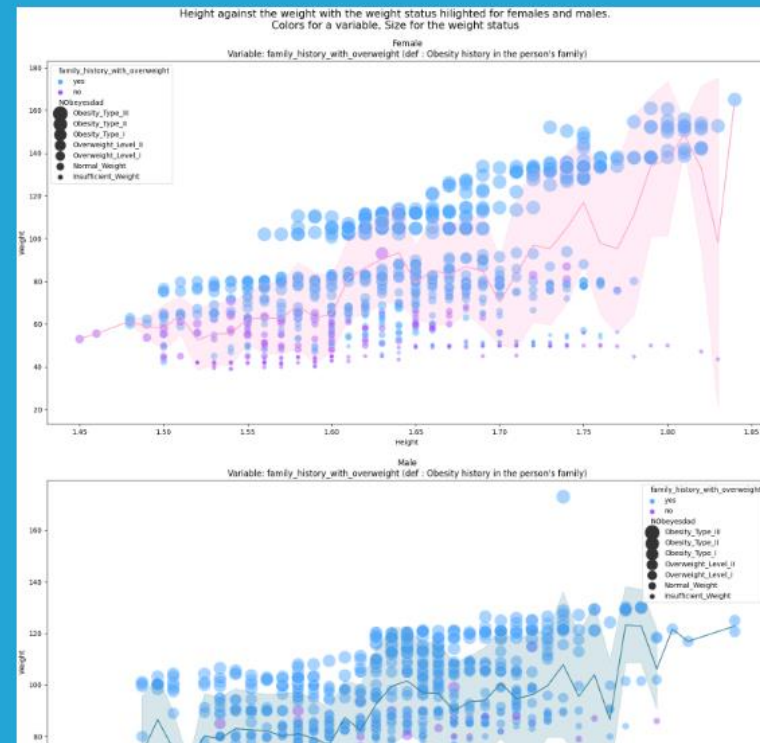 Height against the weight with the weight status hilighted for females and males.
Colors for a variable, Size for the weight status
Female
Variable: family_history_with_overweight (def : Obesity history in the person's family)
family_history_with_overweight
yes
no
NObeyesdad
Obesity_Type_III
Obesity_Type_II
Obesity_Type_I
Overweight_Level_II
Overweight_Level_I
Normal_Weight
Insufficient_Weight
180
160
140
120
100
80
60
40
20
Weight
1.45 1.50 1.55 1.60 1.65 1.70 1.75 1.80 1.85
Height
Male
Variable: family_history_with_overweight (def : Obesity history in the person's family)
family_history_with_overweight
yes
no
NObeyesdad
Obesity_Type_III
Obesity_Type_II
Obesity_Type_I
Overweight_Level_II
Overweight_Level_I
Normal_Weight
Insufficient_Weight
160
140
120
100
80
Weight